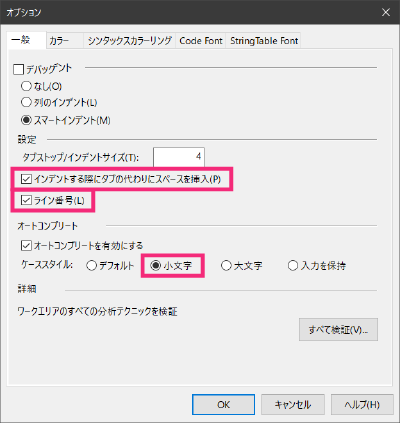 オプション
一般 カラー シンタックスカラーリング Code Font StringTable Font
デバッグデント
なし(O)
列のインデント(L)
スマートインデント(M)
設定
タブストップ/インデントサイズ(T): 4
インデントする際にタブの代わりにスペースを挿入(P)
ライン番号(L)
オートコンプリート
オートコンプリートを有効にする
ケーススタイル: デフォルト 小文字 大文字 入力を保持
詳細
ワークエリアのすべての分析テクニックを検証
すべて検証(V)...
OK キャンセル ヘルプ(H)